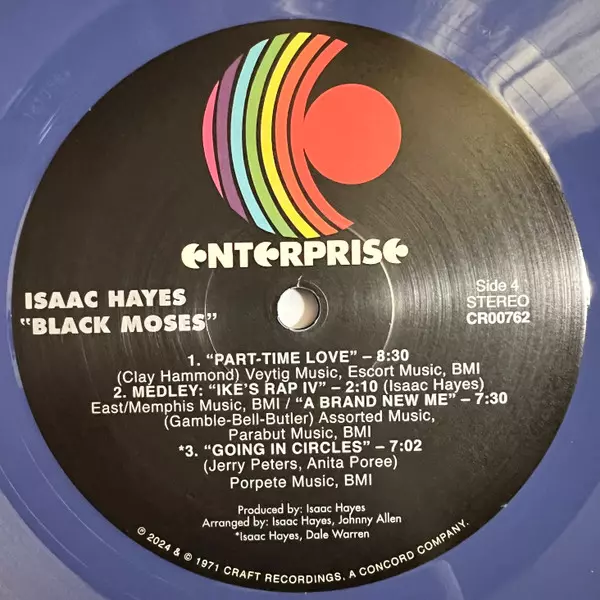 ENTERPRISE
ISAAC HAYES
"BLACK MOSES"
Side 4
STEREO
CR00762
1. "PART-TIME LOVE" – 8:30
(Clay Hammond) Veytig Music, Escort Music, BMI
2. MEDLEY: "IKE'S RAP IV" – 2:10 (Isaac Hayes)
East/Memphis Music, BMI / "A BRAND NEW ME" – 7:30
(Gamble-Bell-Butler) Assorted Music,
Parabut Music, BMI
*3. "GOING IN CIRCLES" – 7:02
(Jerry Peters, Anita Poree)
Porpete Music, BMI
Produced by: Isaac Hayes
Arranged by: Isaac Hayes, Johnny Allen
*Isaac Hayes, Dale Warren
℗ 2024 & © 1971 CRAFT RECORDINGS, A CONCORD COMPANY.